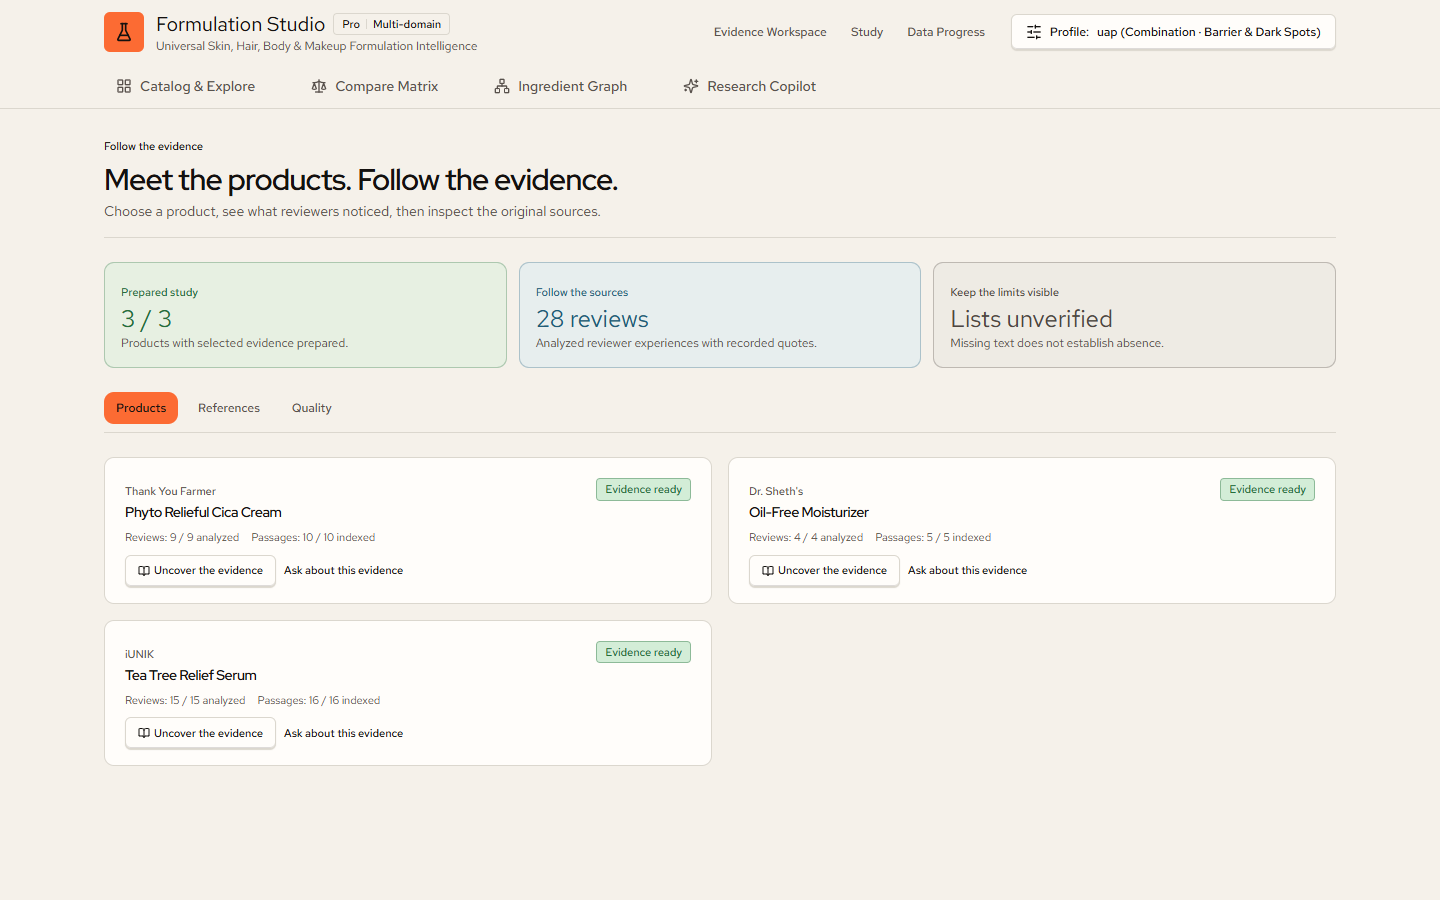 Formulation Studio Pro Multi-domain
Universal Skin, Hair, Body & Makeup Formulation Intelligence
Evidence Workspace Study Data Progress Profile: uap (Combination · Barrier & Dark Spots)
Catalog & Explore Compare Matrix Ingredient Graph Research Copilot
Follow the evidence
Meet the products. Follow the evidence.
Choose a product, see what reviewers noticed, then inspect the original sources.
Prepared study
3 / 3
Products with selected evidence prepared.
Follow the sources
28 reviews
Analyzed reviewer experiences with recorded quotes.
Keep the limits visible
Lists unverified
Missing text does not establish absence.
Products References Quality
Thank You Farmer
Evidence ready
Phyto Relieful Cica Cream
Reviews: 9 / 9 analyzed Passages: 10 / 10 indexed
Uncover the evidence Ask about this evidence
Dr. Sheth's
Evidence ready
Oil-Free Moisturizer
Reviews: 4 / 4 analyzed Passages: 5 / 5 indexed
Uncover the evidence Ask about this evidence
iUNIK
Evidence ready
Tea Tree Relief Serum
Reviews: 15 / 15 analyzed Passages: 16 / 16 indexed
Uncover the evidence Ask about this evidence